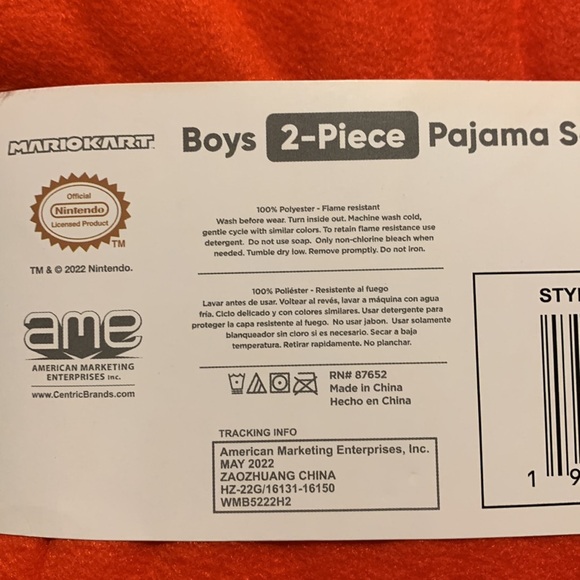 MARIOKART
Boys 2-Piece Pajama S
Official
Nintendo
Licensed Product
TM
TM & © 2022 Nintendo.
ame
AMERICAN MARKETING
ENTERPRISES INC.
www.CentricBrands.com
100% Polyester - Flame resistant
Wash before wear. Turn inside out. Machine wash cold,
gentle cycle with similar colors. To retain flame resistance use
detergent. Do not use soap. Only non-chlorine bleach when
needed. Tumble dry low. Remove promptly. Do not iron.
100% Poliéster - Resistente al fuego
Lavar antes de usar. Voltear al revés, lavar a máquina con agua
fría. Ciclo delicado y con colores similares. Usar detergente para
proteger la capa resistente al fuego. No usar jabon. Usar solamente
blanqueador sin cloro si es necesario. Secar a baja
temperatura. Retirar rapidamente. No planchar.
RN# 87652
Made in China
Hecho en China
TRACKING INFO
American Marketing Enterprises, Inc.
MAY 2022
ZAOZHUANG CHINA
HZ-22G/16131-16150
WMB5222H2
STY
1 9